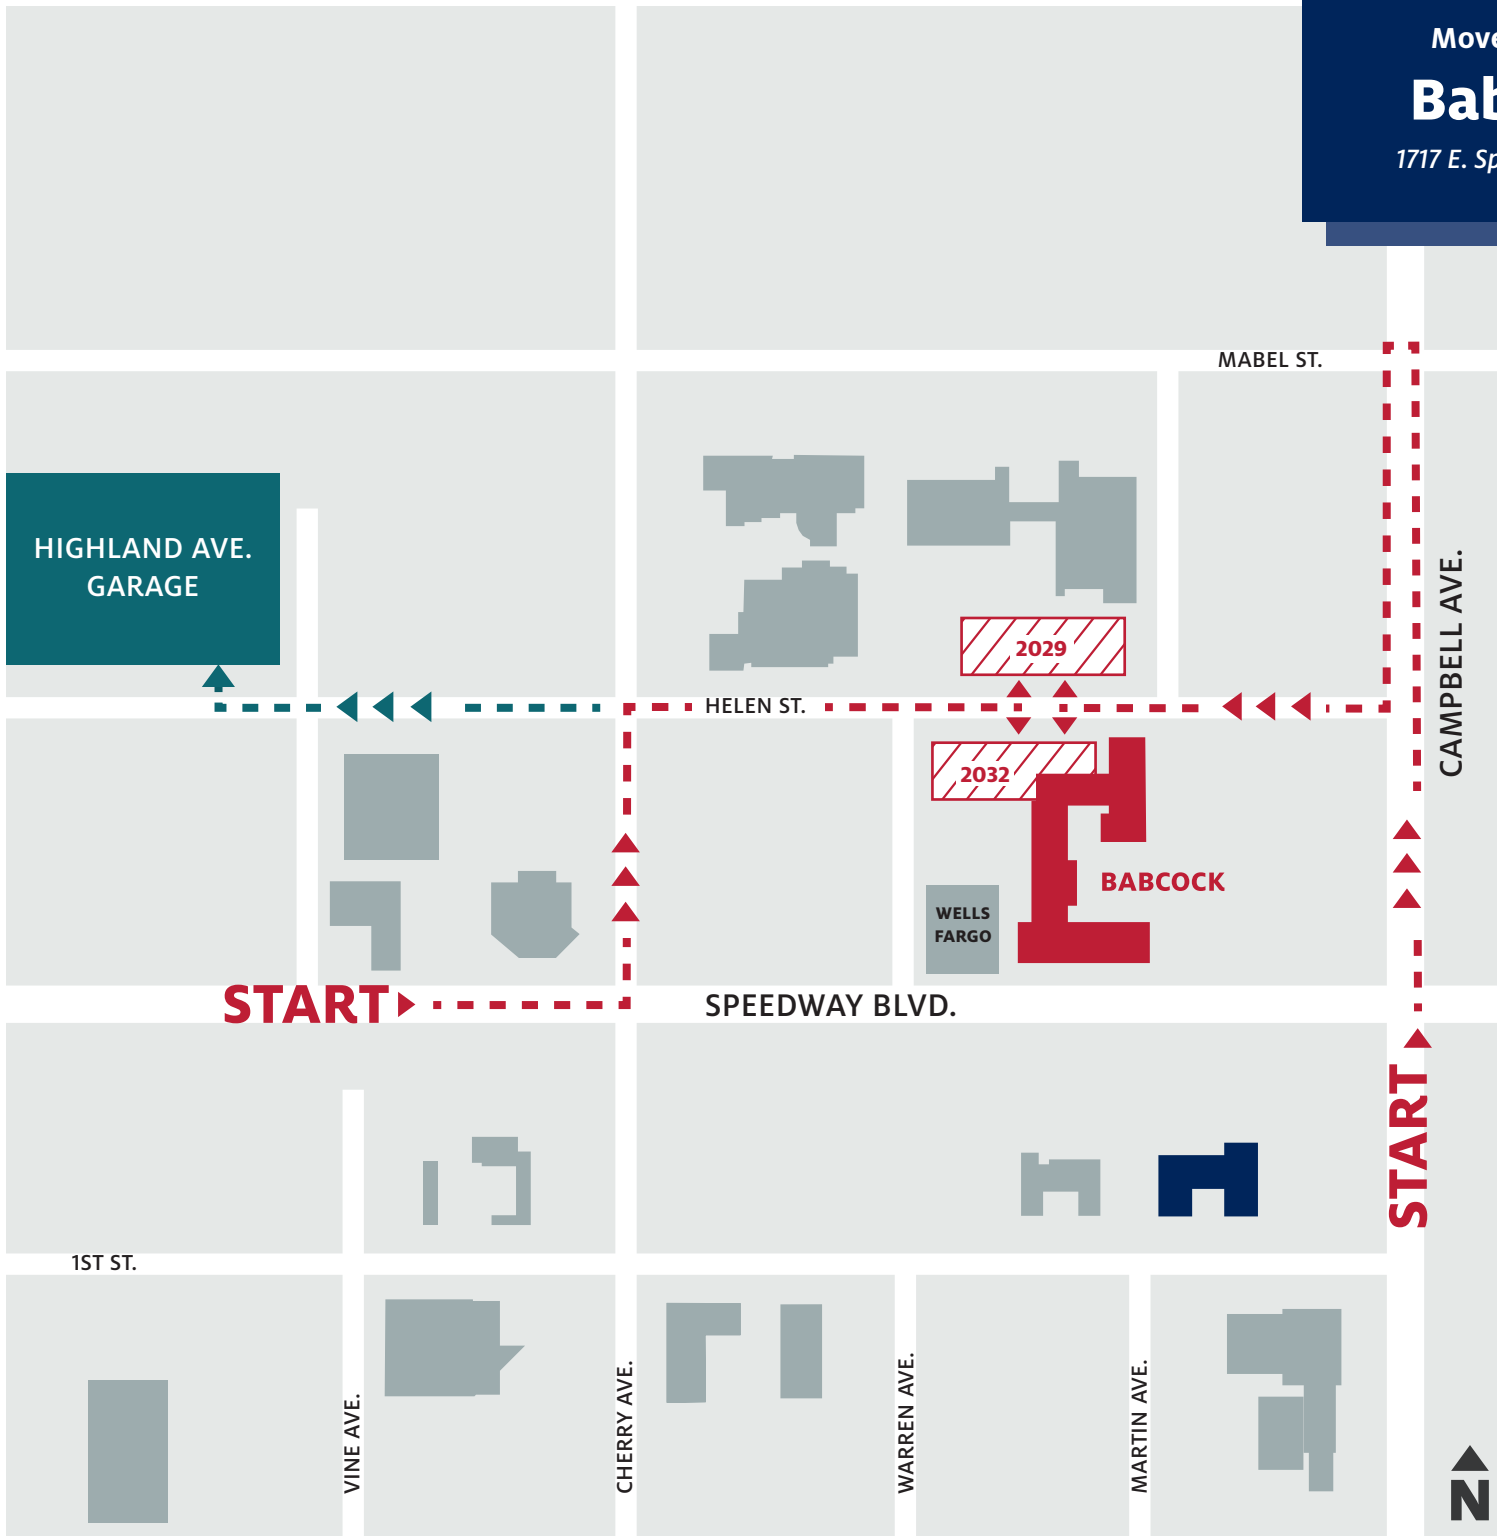 Move
Bab
1717 E. Sp
MABEL ST.
HIGHLAND AVE.
GARAGE
CAMPBELL AVE.
2029
HELEN ST.
2032
BABCOCK
WELLS
FARGO
START
SPEEDWAY BLVD.
START
1ST ST.
VINE AVE.
CHERRY AVE.
WARREN AVE.
MARTIN AVE.
N